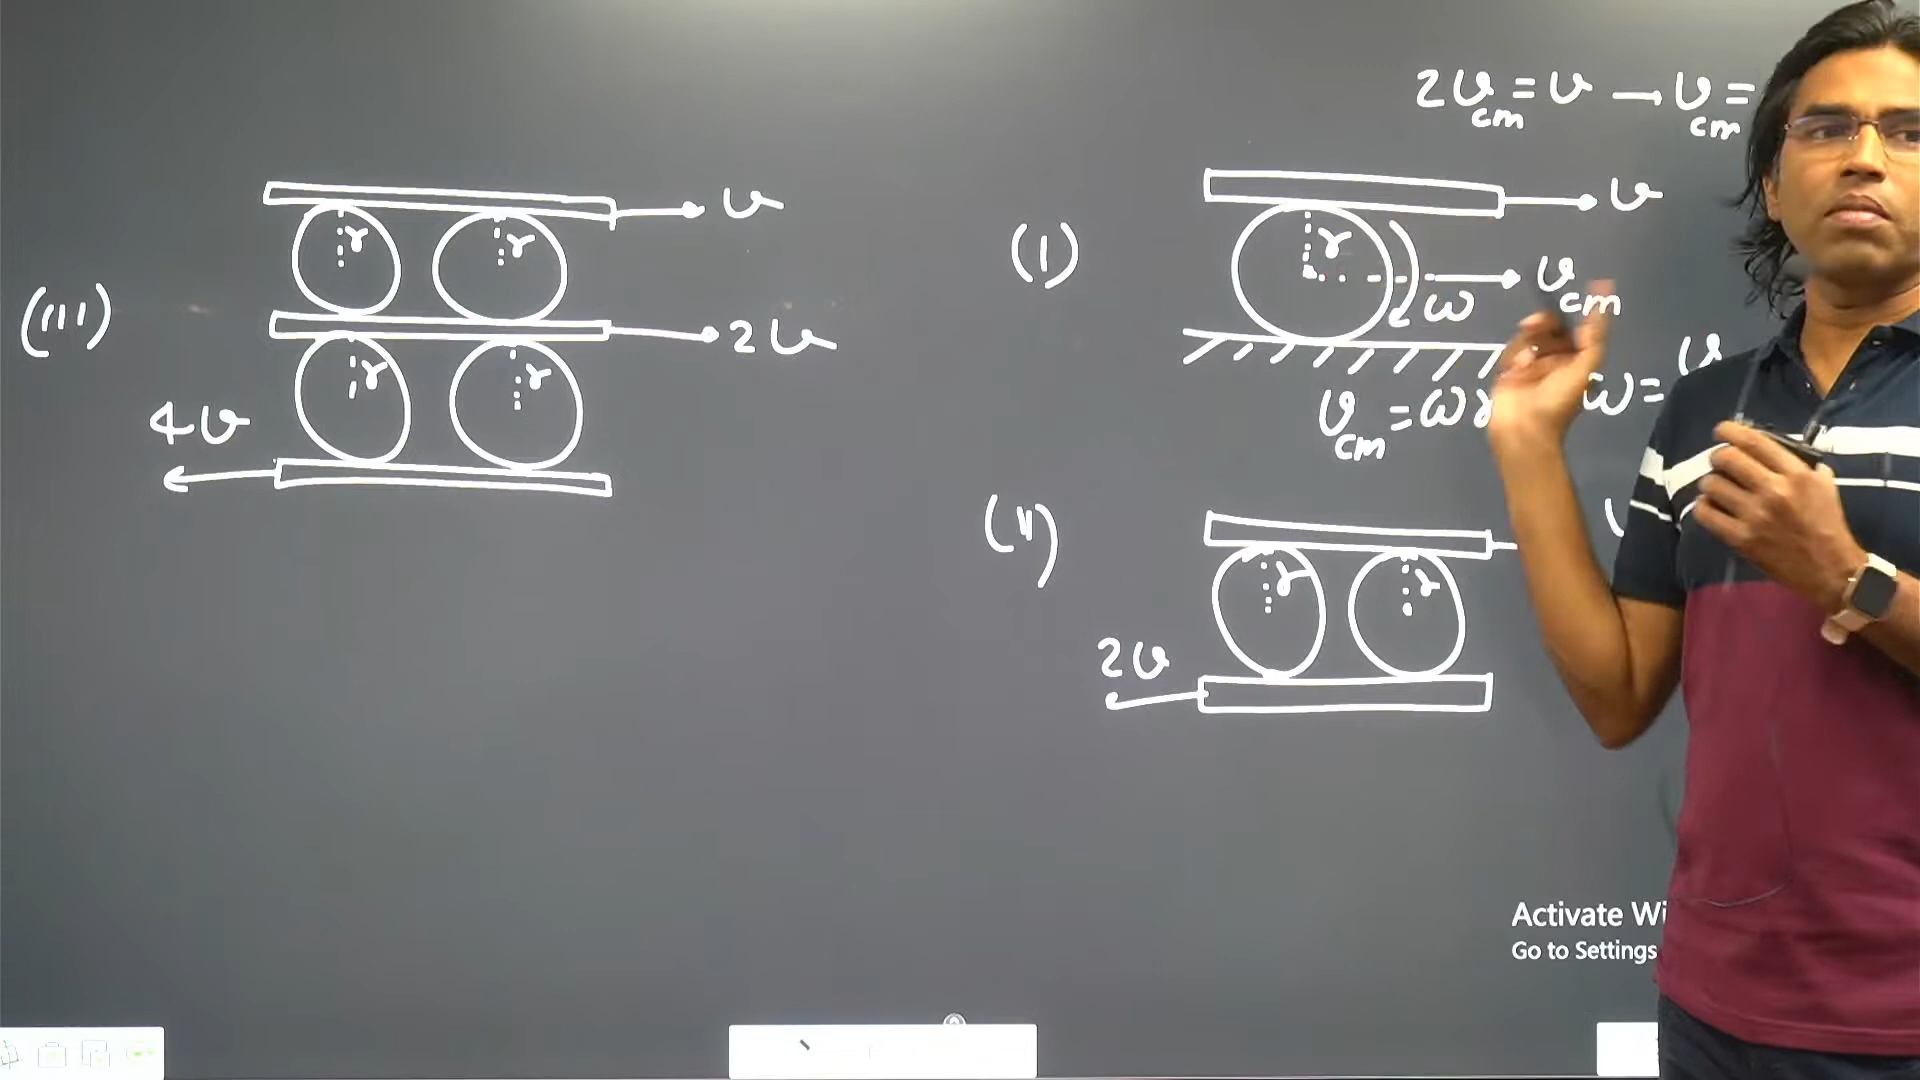 2v_cm = v → v_cm =
(I)
v
r
v_cm
ω
v_cm = ωr
ω =
(II)
r
r
2v
(III)
v
r
r
2v
r
r
4v
Activate Wi
Go to Settings